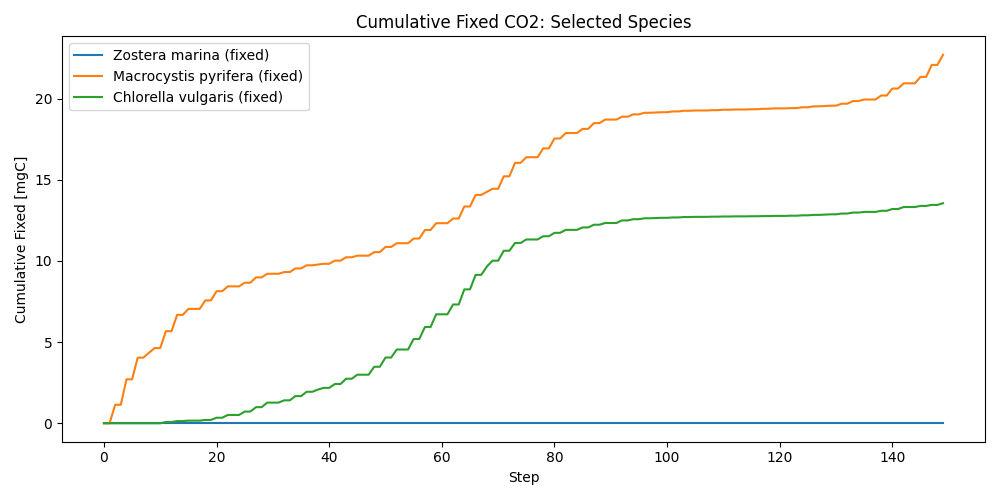 Cumulative Fixed CO2: Selected Species
Zostera marina (fixed)
Macrocystis pyrifera (fixed)
Chlorella vulgaris (fixed)
Cumulative Fixed [mgC]
20
15
10
5
0
0 20 40 60 80 100 120 140
Step